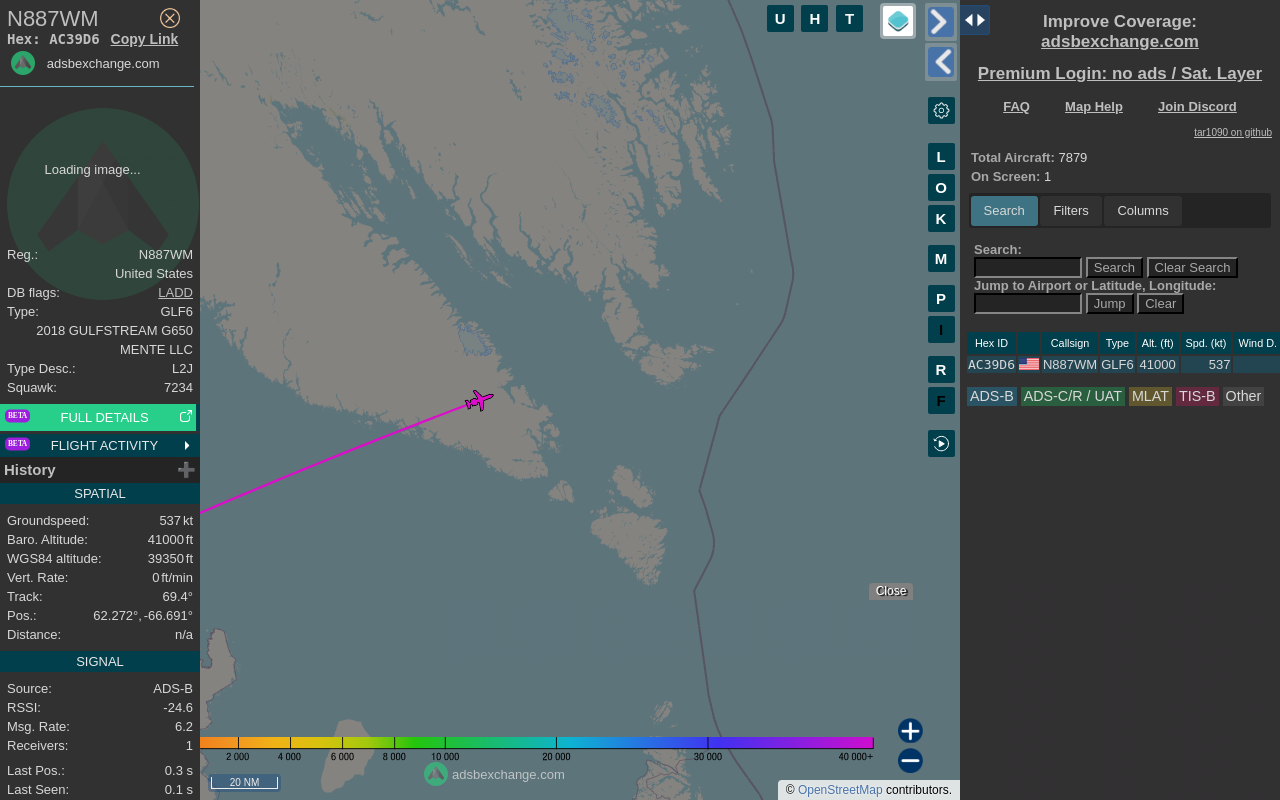 N887WM
Hex: AC39D6 Copy Link
adsbexchange.com
Loading image...
Reg.: N887WM
United States
DB flags: LADD
Type: GLF6
2018 GULFSTREAM G650
MENTE LLC
Type Desc.: L2J
Squawk: 7234
BETA FULL DETAILS
BETA FLIGHT ACTIVITY
History
SPATIAL
Groundspeed: 537 kt
Baro. Altitude: 41000 ft
WGS84 altitude: 39350 ft
Vert. Rate: 0 ft/min
Track: 69.4°
Pos.: 62.272°, -66.691°
Distance: n/a
SIGNAL
Source: ADS-B
RSSI: -24.6
Msg. Rate: 6.2
Receivers: 1
Last Pos.: 0.3 s
Last Seen: 0.1 s
U H T
L
O
K
M
P
I
R
F
Close
2 000 4 000 6 000 8 000 10 000 20 000 30 000 40 000+
20 NM
adsbexchange.com
© OpenStreetMap contributors.
Improve Coverage:
adsbexchange.com
Premium Login: no ads / Sat. Layer
FAQ Map Help Join Discord
tar1090 on github
Total Aircraft: 7879
On Screen: 1
Search Filters Columns
Search:
Search Clear Search
Jump to Airport or Latitude, Longitude:
Jump Clear
Hex ID Callsign Type Alt. (ft) Spd. (kt) Wind D.
AC39D6 N887WM GLF6 41000 537
ADS-B ADS-C/R / UAT MLAT TIS-B Other